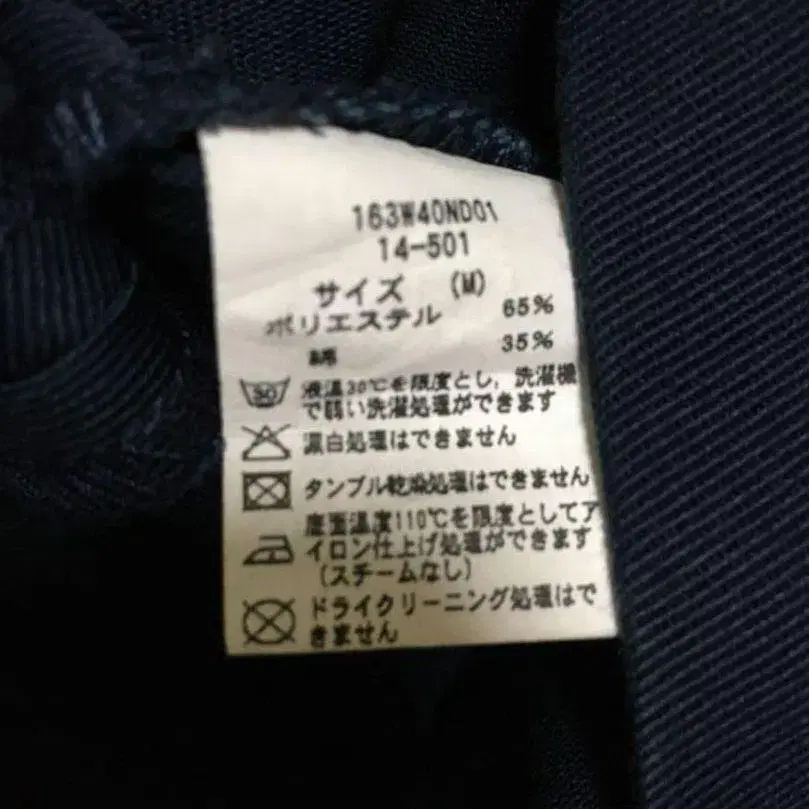 163W40ND01
14-501
サイズ (M)
ポリエステル 65%
綿 35%
30 液温30℃を限度とし、洗濯機
で弱い洗濯処理ができます
漂白処理はできません
タンブル乾燥処理はできません
底面温度110℃を限度としてア
イロン仕上げ処理ができます
(スチームなし)
ドライクリーニング処理はで
きません